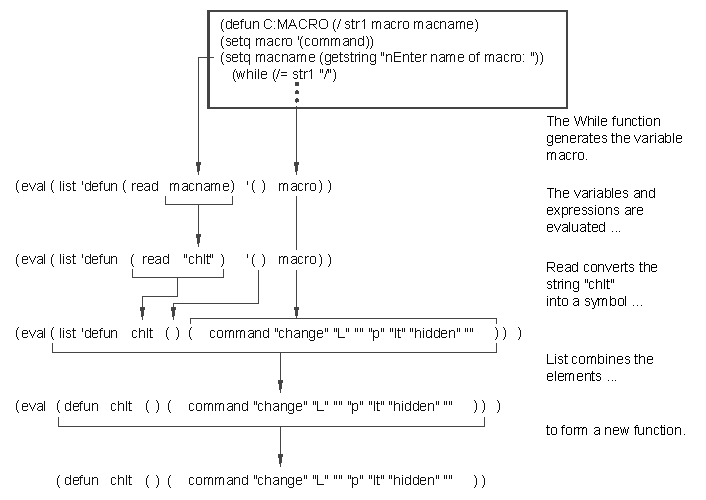 (defun C:MACRO (/ str1 macro macname)
(setq macro '(command))
(setq macname (getstring "nEnter name of macro: "))
(while (/= str1 "/")
The While function
generates the variable
macro.
(eval ( list 'defun ( read macname) '( ) macro) )
The variables and
expressions are
evaluated ...
(eval ( list 'defun ( read "chlt" ) '( ) macro) )
Read converts the
string "chlt"
into a symbol ...
(eval ( list 'defun chlt ( ) ( command "change" "L" "" "p" "lt" "hidden" "" ) ) )
List combines the
elements ...
(eval ( defun chlt ( ) ( command "change" "L" "" "p" "lt" "hidden" "" ) ) )
to form a new function.
( defun chlt ( ) ( command "change" "L" "" "p" "lt" "hidden" "" ) )